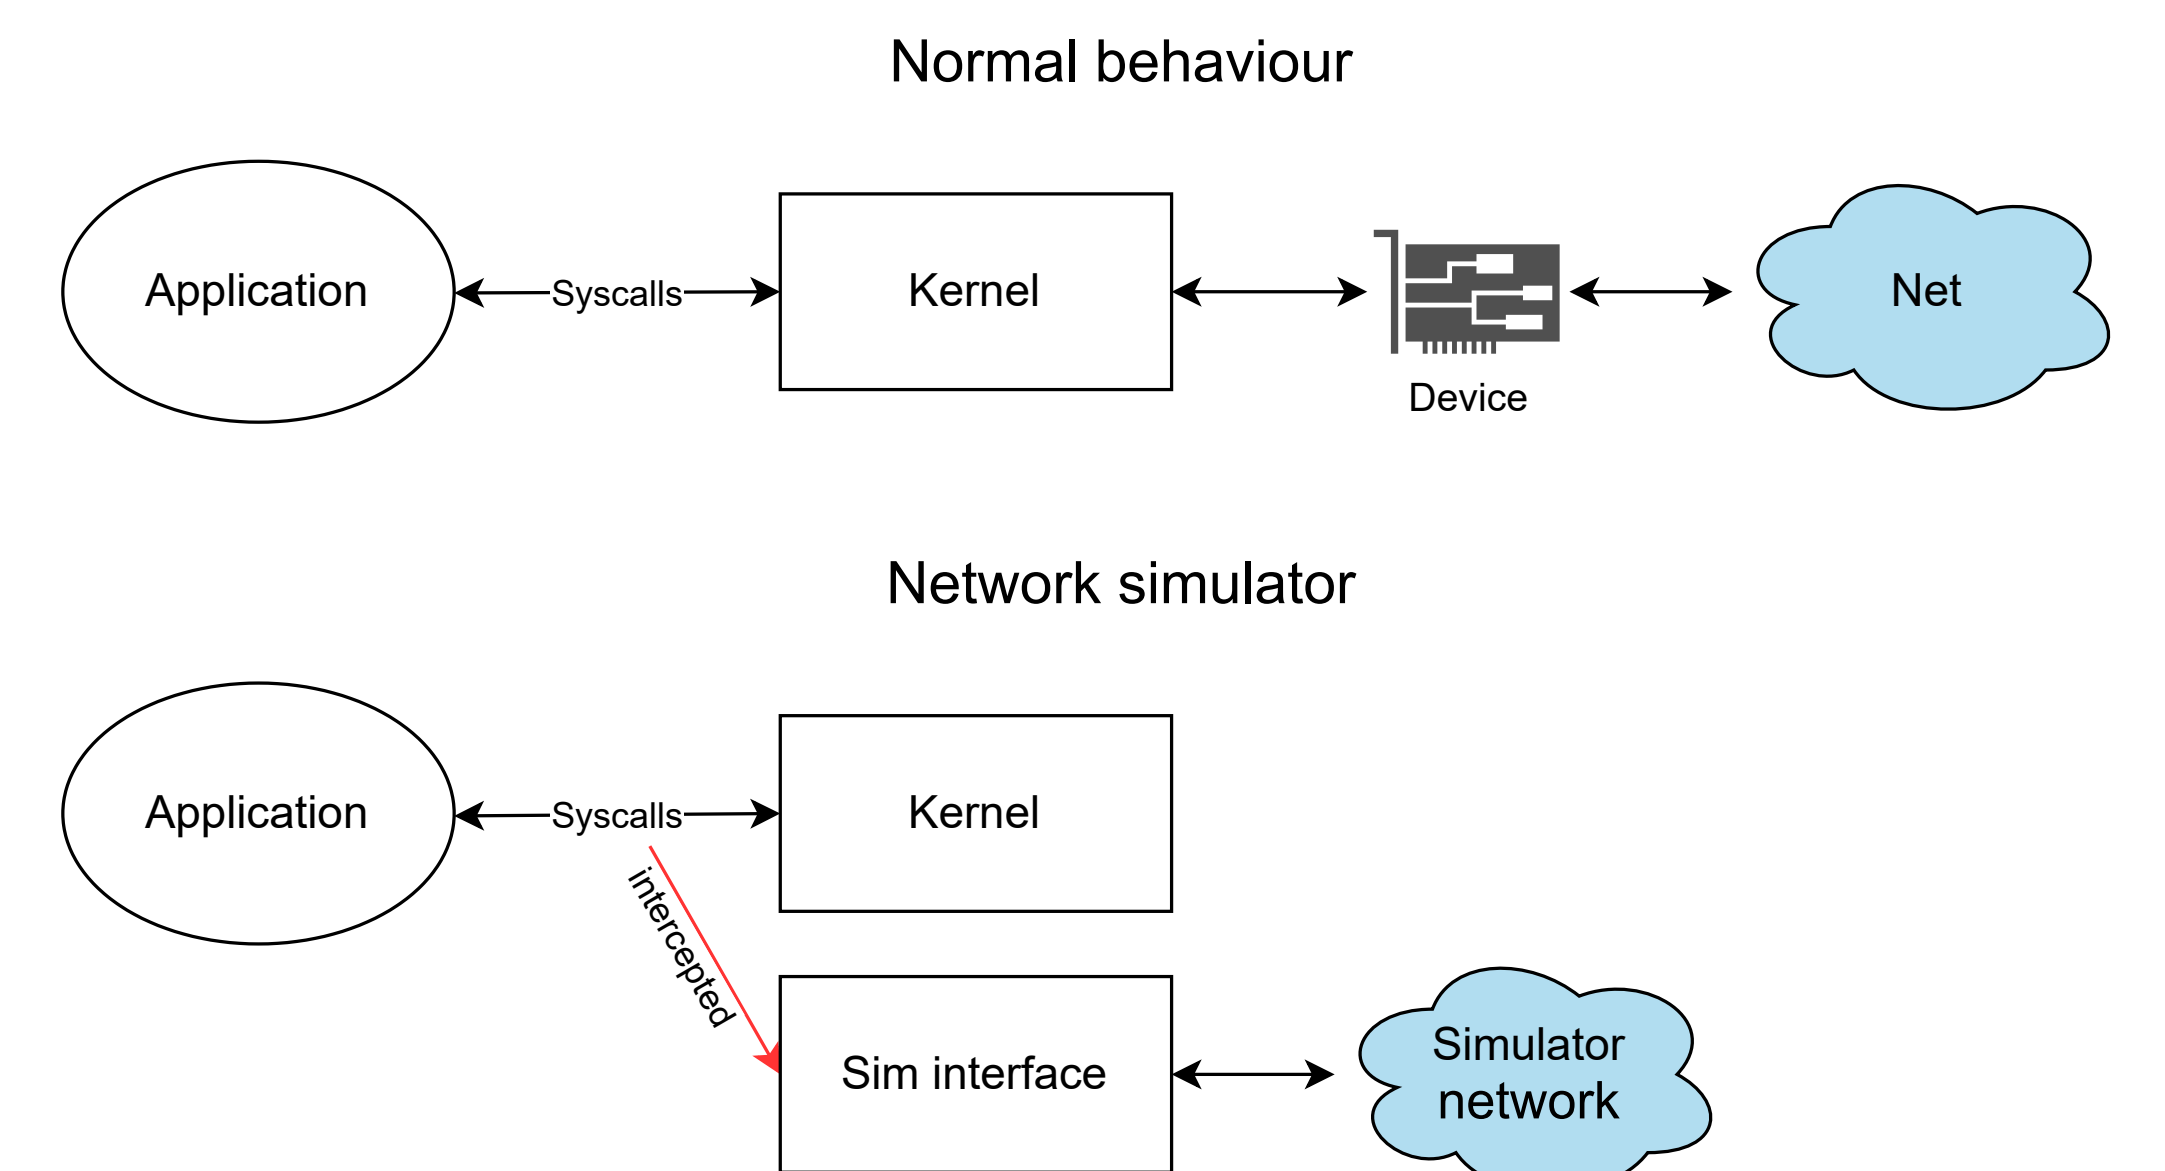 Normal behaviour
Application
Syscalls
Kernel
Device
Net
Network simulator
Application
Syscalls
Kernel
intercepted
Sim interface
Simulator
network